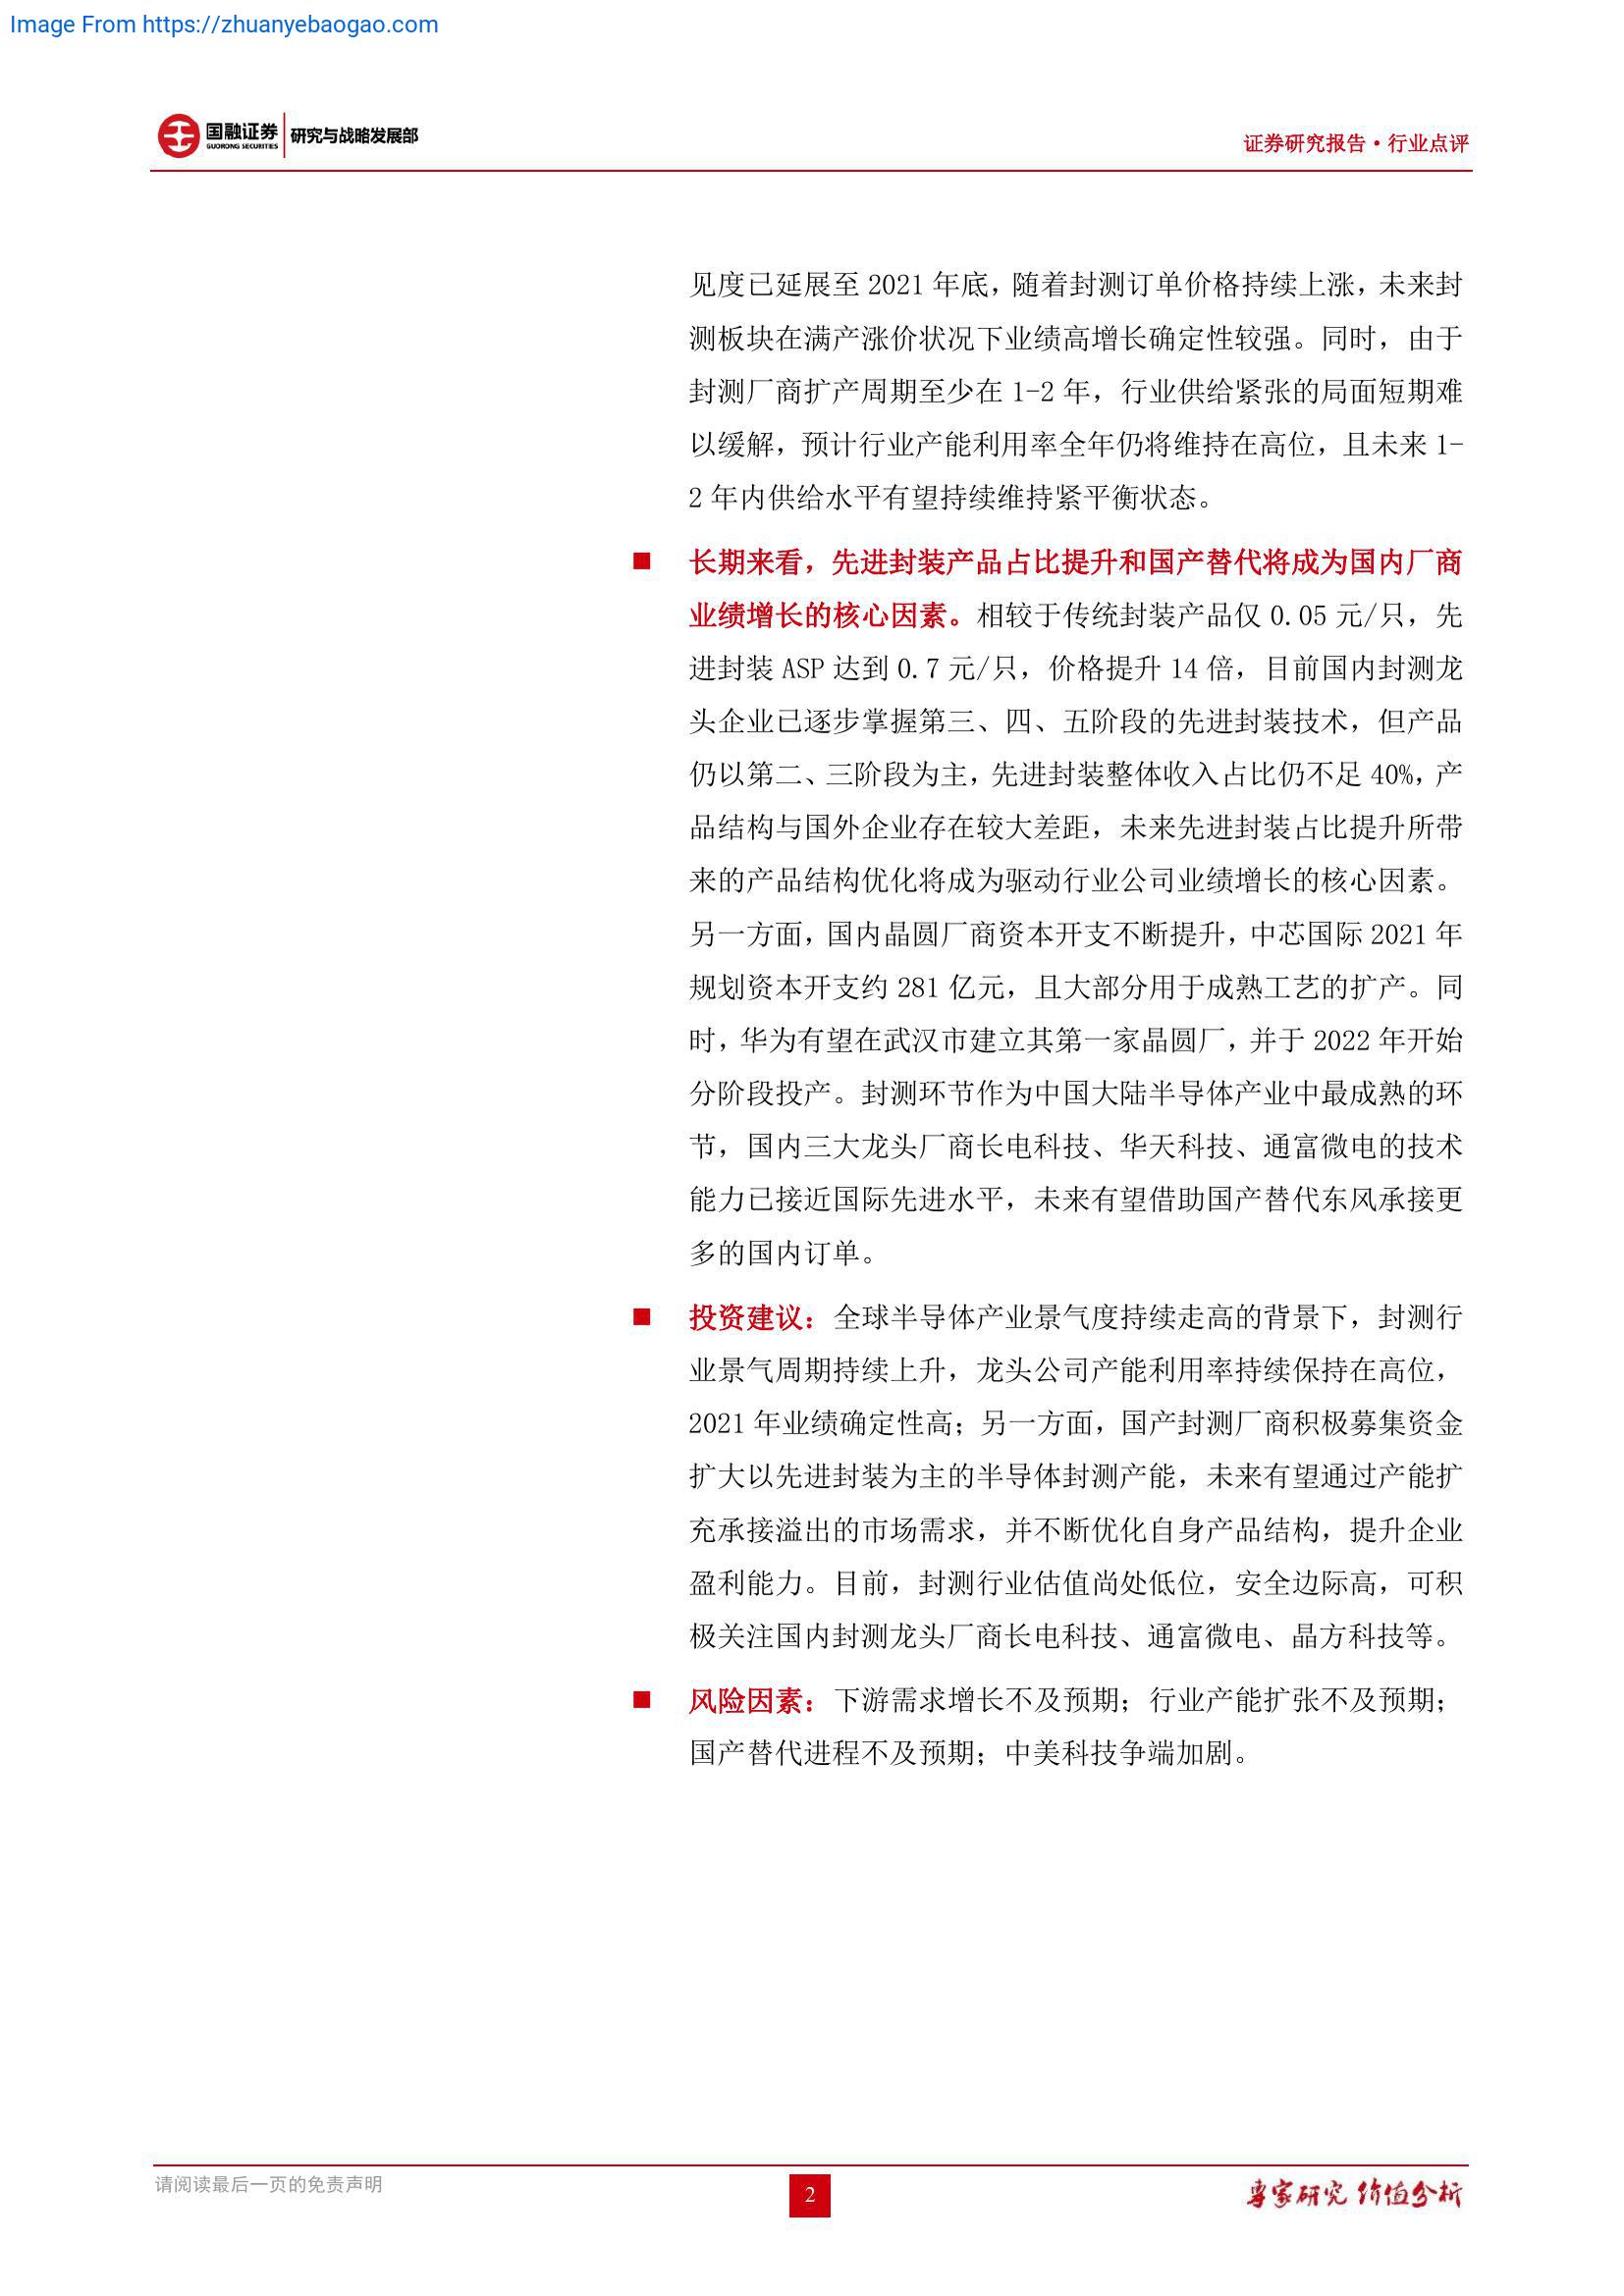 Image From https://zhuanyebaogao.com
国融证券
GUORONG SECURITIES
研究与战略发展部
证券研究报告·行业点评
见度已延展至 2021 年底，随着封测订单价格持续上涨，未来封
测板块在满产涨价状况下业绩高增长确定性较强。同时，由于
封测厂商扩产周期至少在 1-2 年，行业供给紧张的局面短期难
以缓解，预计行业产能利用率全年仍将维持在高位，且未来 1-
2 年内供给水平有望持续维持紧平衡状态。
■ 长期来看，先进封装产品占比提升和国产替代将成为国内厂商
业绩增长的核心因素。相较于传统封装产品仅 0.05 元/只，先
进封装 ASP 达到 0.7 元/只，价格提升 14 倍，目前国内封测龙
头企业已逐步掌握第三、四、五阶段的先进封装技术，但产品
仍以第二、三阶段为主，先进封装整体收入占比仍不足 40%，产
品结构与国外企业存在较大差距，未来先进封装占比提升所带
来的产品结构优化将成为驱动行业公司业绩增长的核心因素。
另一方面，国内晶圆厂商资本开支不断提升，中芯国际 2021 年
规划资本开支约 281 亿元，且大部分用于成熟工艺的扩产。同
时，华为有望在武汉市建立其第一家晶圆厂，并于 2022 年开始
分阶段投产。封测环节作为中国大陆半导体产业中最成熟的环
节，国内三大龙头厂商长电科技、华天科技、通富微电的技术
能力已接近国际先进水平，未来有望借助国产替代东风承接更
多的国内订单。
■ 投资建议：全球半导体产业景气度持续走高的背景下，封测行
业景气周期持续上升，龙头公司产能利用率持续保持在高位，
2021 年业绩确定性高；另一方面，国产封测厂商积极募集资金
扩大以先进封装为主的半导体封测产能，未来有望通过产能扩
充承接溢出的市场需求，并不断优化自身产品结构，提升企业
盈利能力。目前，封测行业估值尚处低位，安全边际高，可积
极关注国内封测龙头厂商长电科技、通富微电、晶方科技等。
■ 风险因素：下游需求增长不及预期；行业产能扩张不及预期；
国产替代进程不及预期；中美科技争端加剧。
请阅读最后一页的免责声明
2
专家研究 价值分析